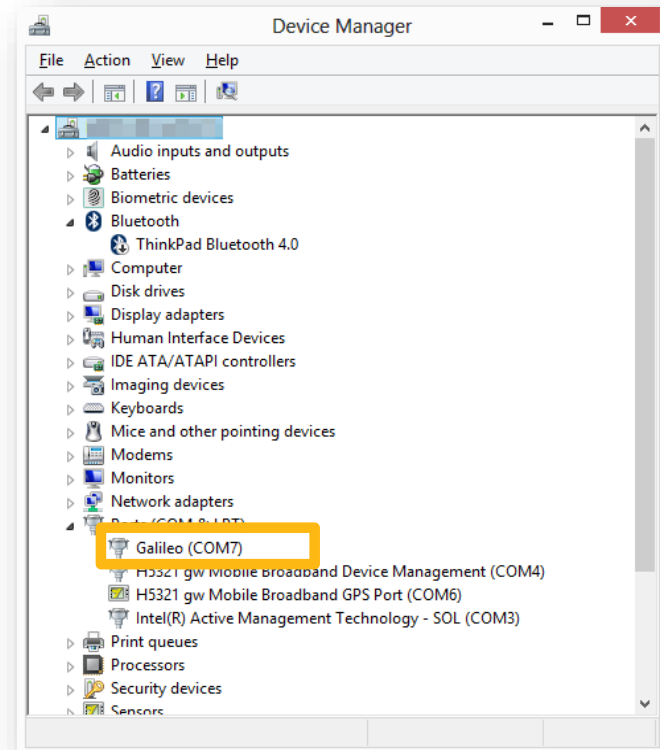 Device Manager
File Action View Help
Audio inputs and outputs
Batteries
Biometric devices
Bluetooth
ThinkPad Bluetooth 4.0
Computer
Disk drives
Display adapters
Human Interface Devices
IDE ATA/ATAPI controllers
Imaging devices
Keyboards
Mice and other pointing devices
Modems
Monitors
Network adapters
Ports (COM & LPT)
Galileo (COM7)
H5321 gw Mobile Broadband Device Management (COM4)
H5321 gw Mobile Broadband GPS Port (COM6)
Intel(R) Active Management Technology - SOL (COM3)
Print queues
Processors
Security devices
Sensors